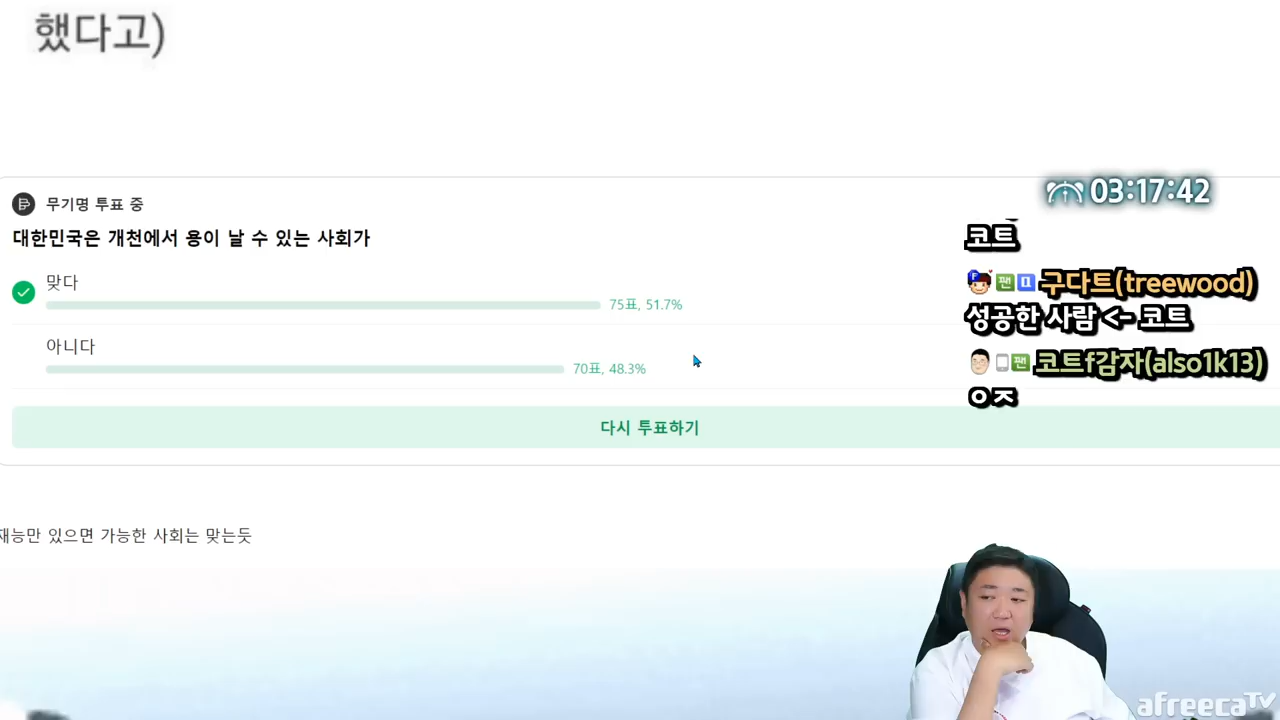 했다고)
무기명 투표 중
대한민국은 개천에서 용이 날 수 있는 사회가
맞다
75표, 51.7%
아니다
70표, 48.3%
다시 투표하기
재능만 있으면 가능한 사회는 맞는듯
03:17:42
코트
팬 구다트(treewood)
성공한 사람 <- 코트
팬 코트f감자(also1k13)
ㅇㅈ
afreecaTV